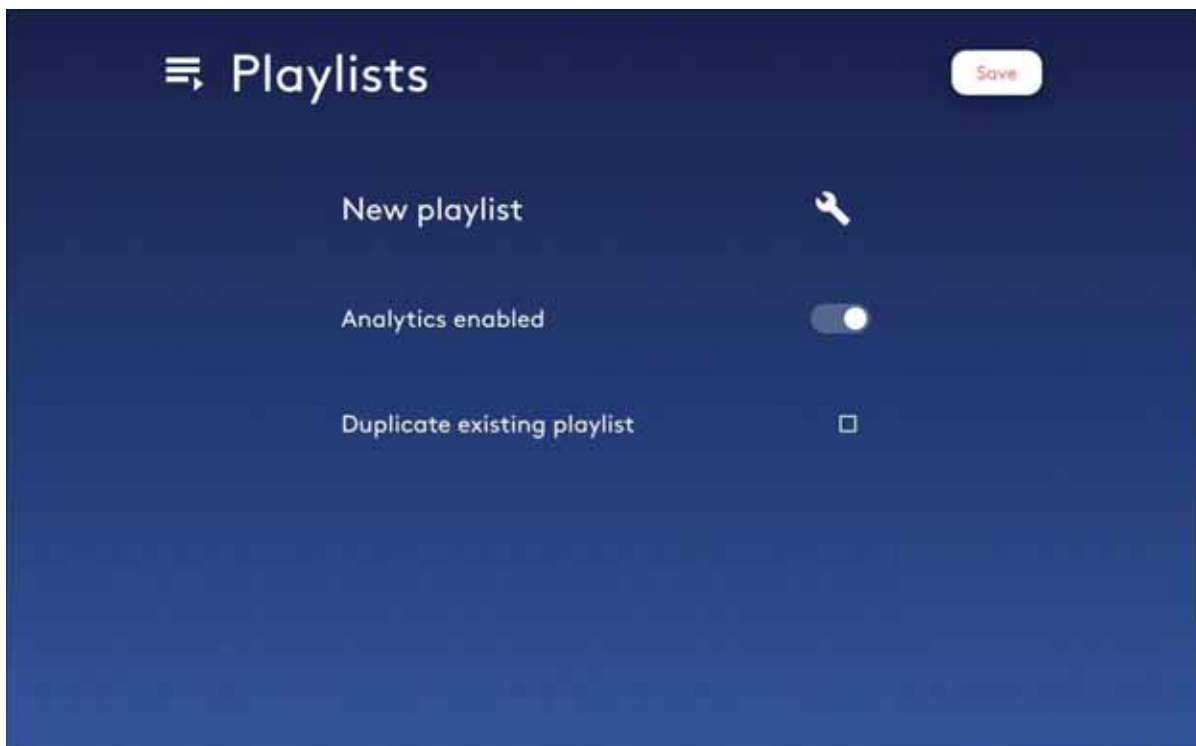 Playlists
Save
New playlist
Analytics enabled
Duplicate existing playlist